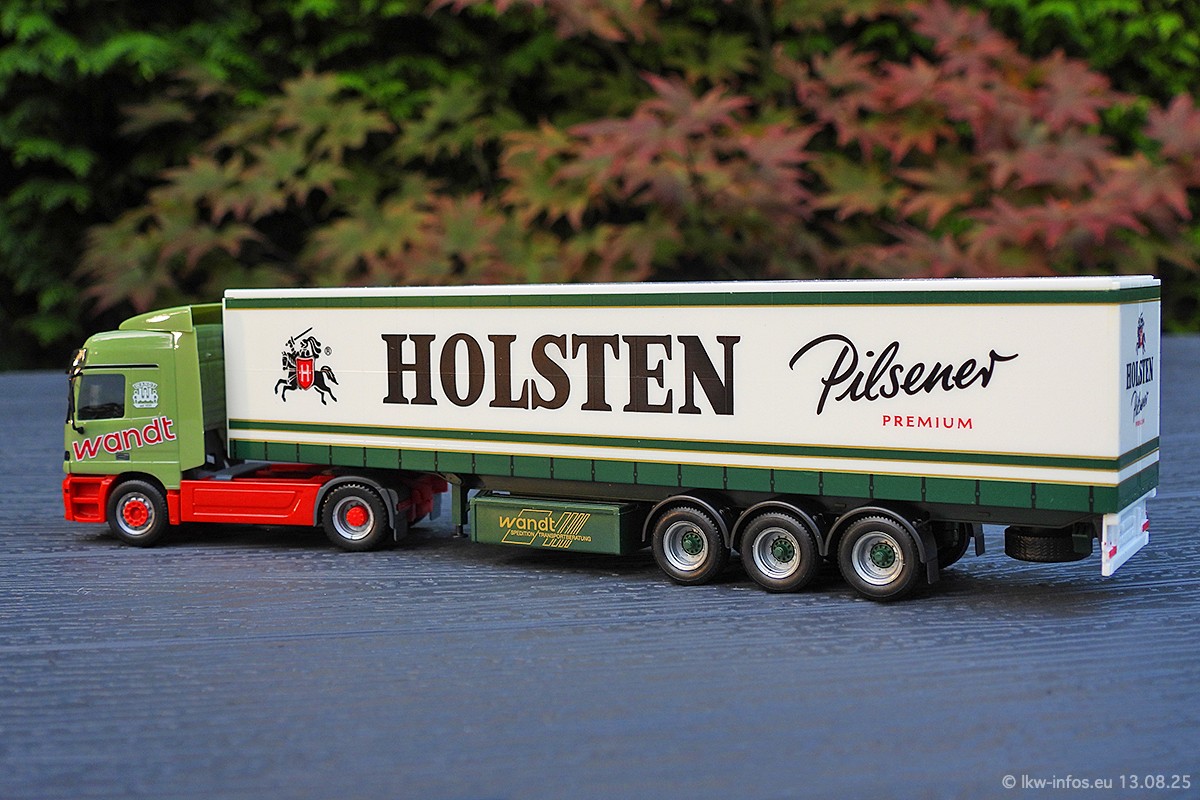 HOLSTEN
Pilsener
PREMIUM
H
®
wandt
wandt
SPEDITION TRANSPORTBERATUNG
HOLSTEN
Pilsener
© lkw-infos.eu 13.08.25